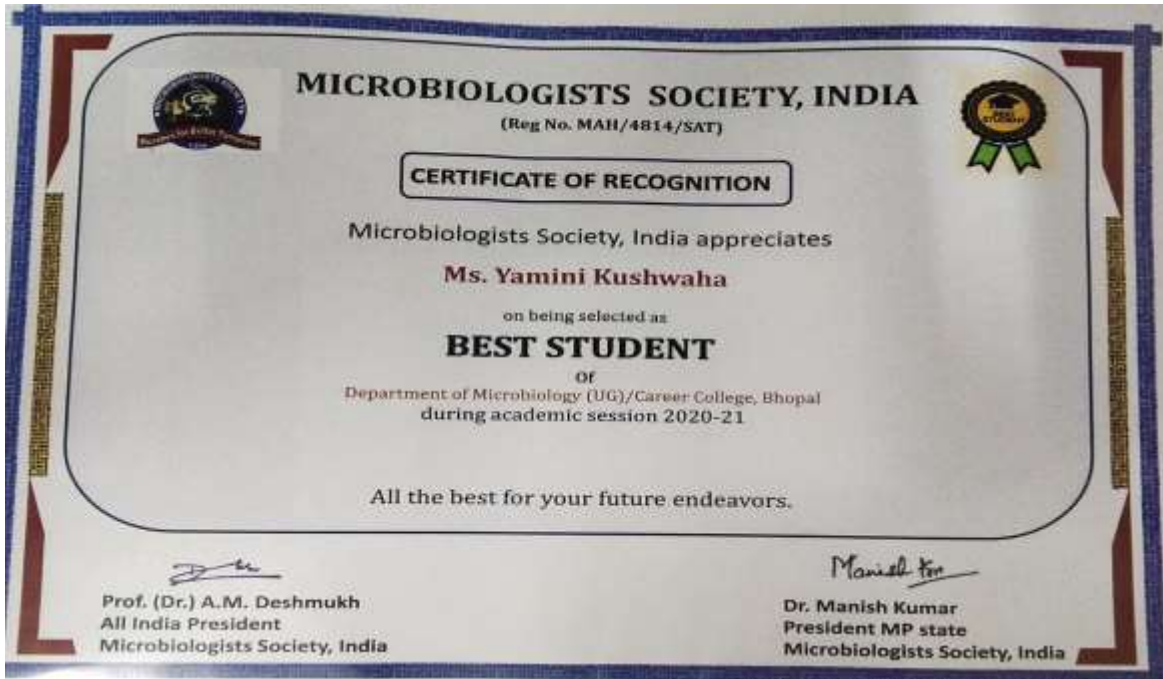 MICROBIOLOGISTS SOCIETY, INDIA
(Reg No. MAH/4814/SAT)
BEST
STUDENT
CERTIFICATE OF RECOGNITION
Microbiologists Society, India appreciates
Ms. Yamini Kushwaha
on being selected as
BEST STUDENT
Of
Department of Microbiology (UG)/Career College, Bhopal
during academic session 2020-21
All the best for your future endeavors.
Manish
Prof. (Dr.) A.M. Deshmukh
All India President
Microbiologists Society, India
Dr. Manish Kumar
President MP state
Microbiologists Society, India